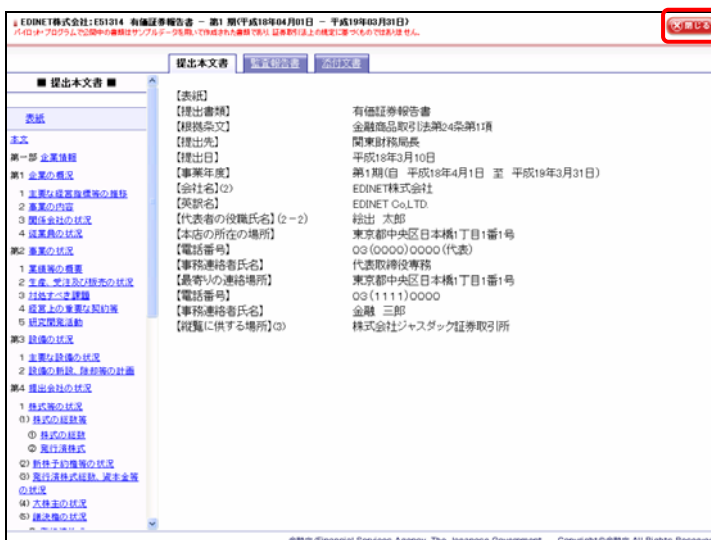 EDINET株式会社：E51314 有価証券報告書 － 第1 期(平成18年04月01日 － 平成19年03月31日)
パイロット・プログラムで公開中の書類はサンプルデータを用いて作成された書類であり、証券取引法上の規定に基づくものではありません。
閉じる
提出本文書 監査報告書 添付文書
■ 提出本文書 ■
表紙
本文
第一部 企業情報
第1 企業の概況
1 主要な経営指標等の推移
2 事業の内容
3 関係会社の状況
4 従業員の状況
第2 事業の状況
1 業績等の概要
2 生産、受注及び販売の状況
3 対処すべき課題
4 経営上の重要な契約等
5 研究開発活動
第3 設備の状況
1 主要な設備の状況
2 設備の新設、除却等の計画
第4 提出会社の状況
1 株式等の状況
(1) 株式の総数等
① 株式の総数
② 発行済株式
(2) 新株予約権等の状況
(3) 発行済株式総数、資本金等
の状況
(4) 大株主の状況
(5) 議決権の状況
【表紙】
【提出書類】 有価証券報告書
【根拠条文】 金融商品取引法第24条第1項
【提出先】 関東財務局長
【提出日】 平成18年3月10日
【事業年度】 第1期(自 平成18年4月1日 至 平成19年3月31日)
【会社名】(2) EDINET株式会社
【英訳名】 EDINET Co,LTD.
【代表者の役職氏名】(2－2) 絵出 太郎
【本店の所在の場所】 東京都中央区日本橋1丁目1番1号
【電話番号】 03(0000)0000(代表)
【事務連絡者氏名】 代表取締役専務
【最寄りの連絡場所】 東京都中央区日本橋1丁目1番1号
【電話番号】 03(1111)0000
【事務連絡者氏名】 金融 三郎
【縦覧に供する場所】(3) 株式会社ジャスダック証券取引所
金融庁/Financial Services Agency, The Japanese Government Copyright©金融庁 All Rights Reserved